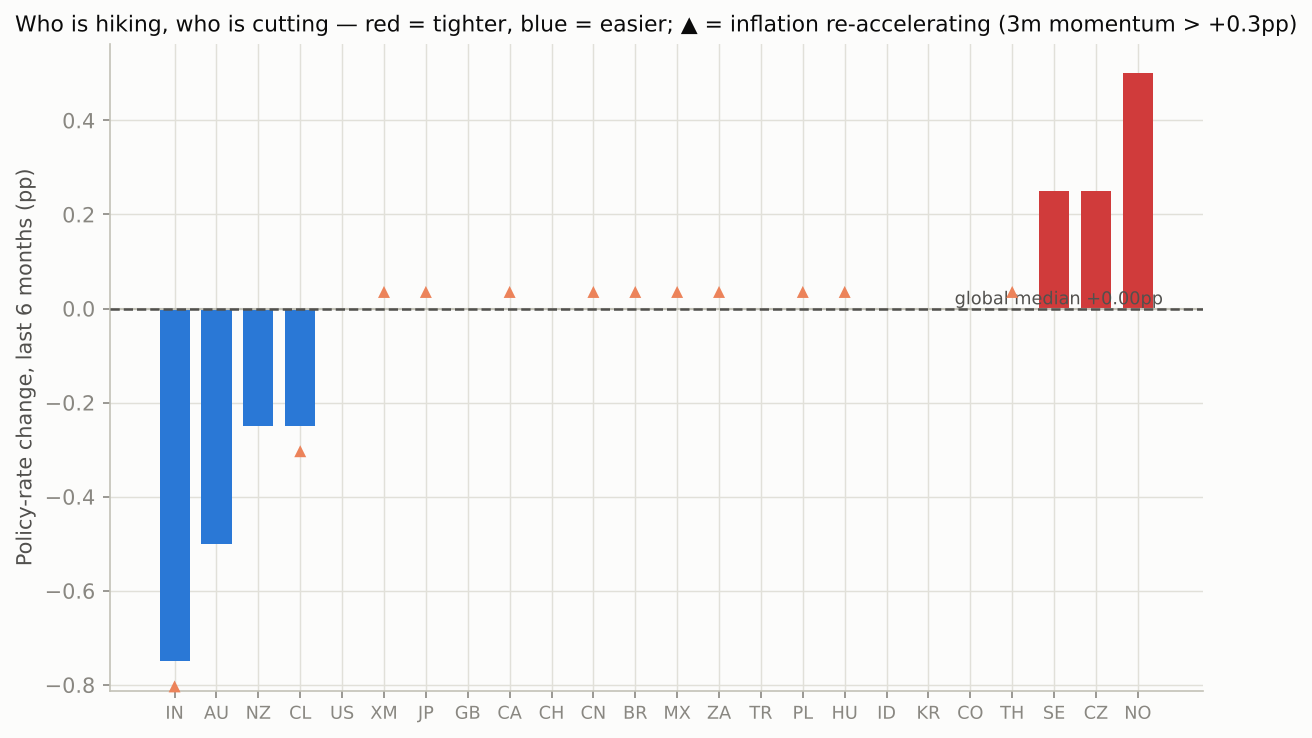 Who is hiking, who is cutting — red = tighter, blue = easier; ▲ = inflation re-accelerating (3m momentum > +0.3pp)
Policy-rate change, last 6 months (pp)
0.4
0.2
0.0
−0.2
−0.4
−0.6
−0.8
global median +0.00pp
IN AU NZ CL US XM JP GB CA CH CN BR MX ZA TR PL HU ID KR CO TH SE CZ NO